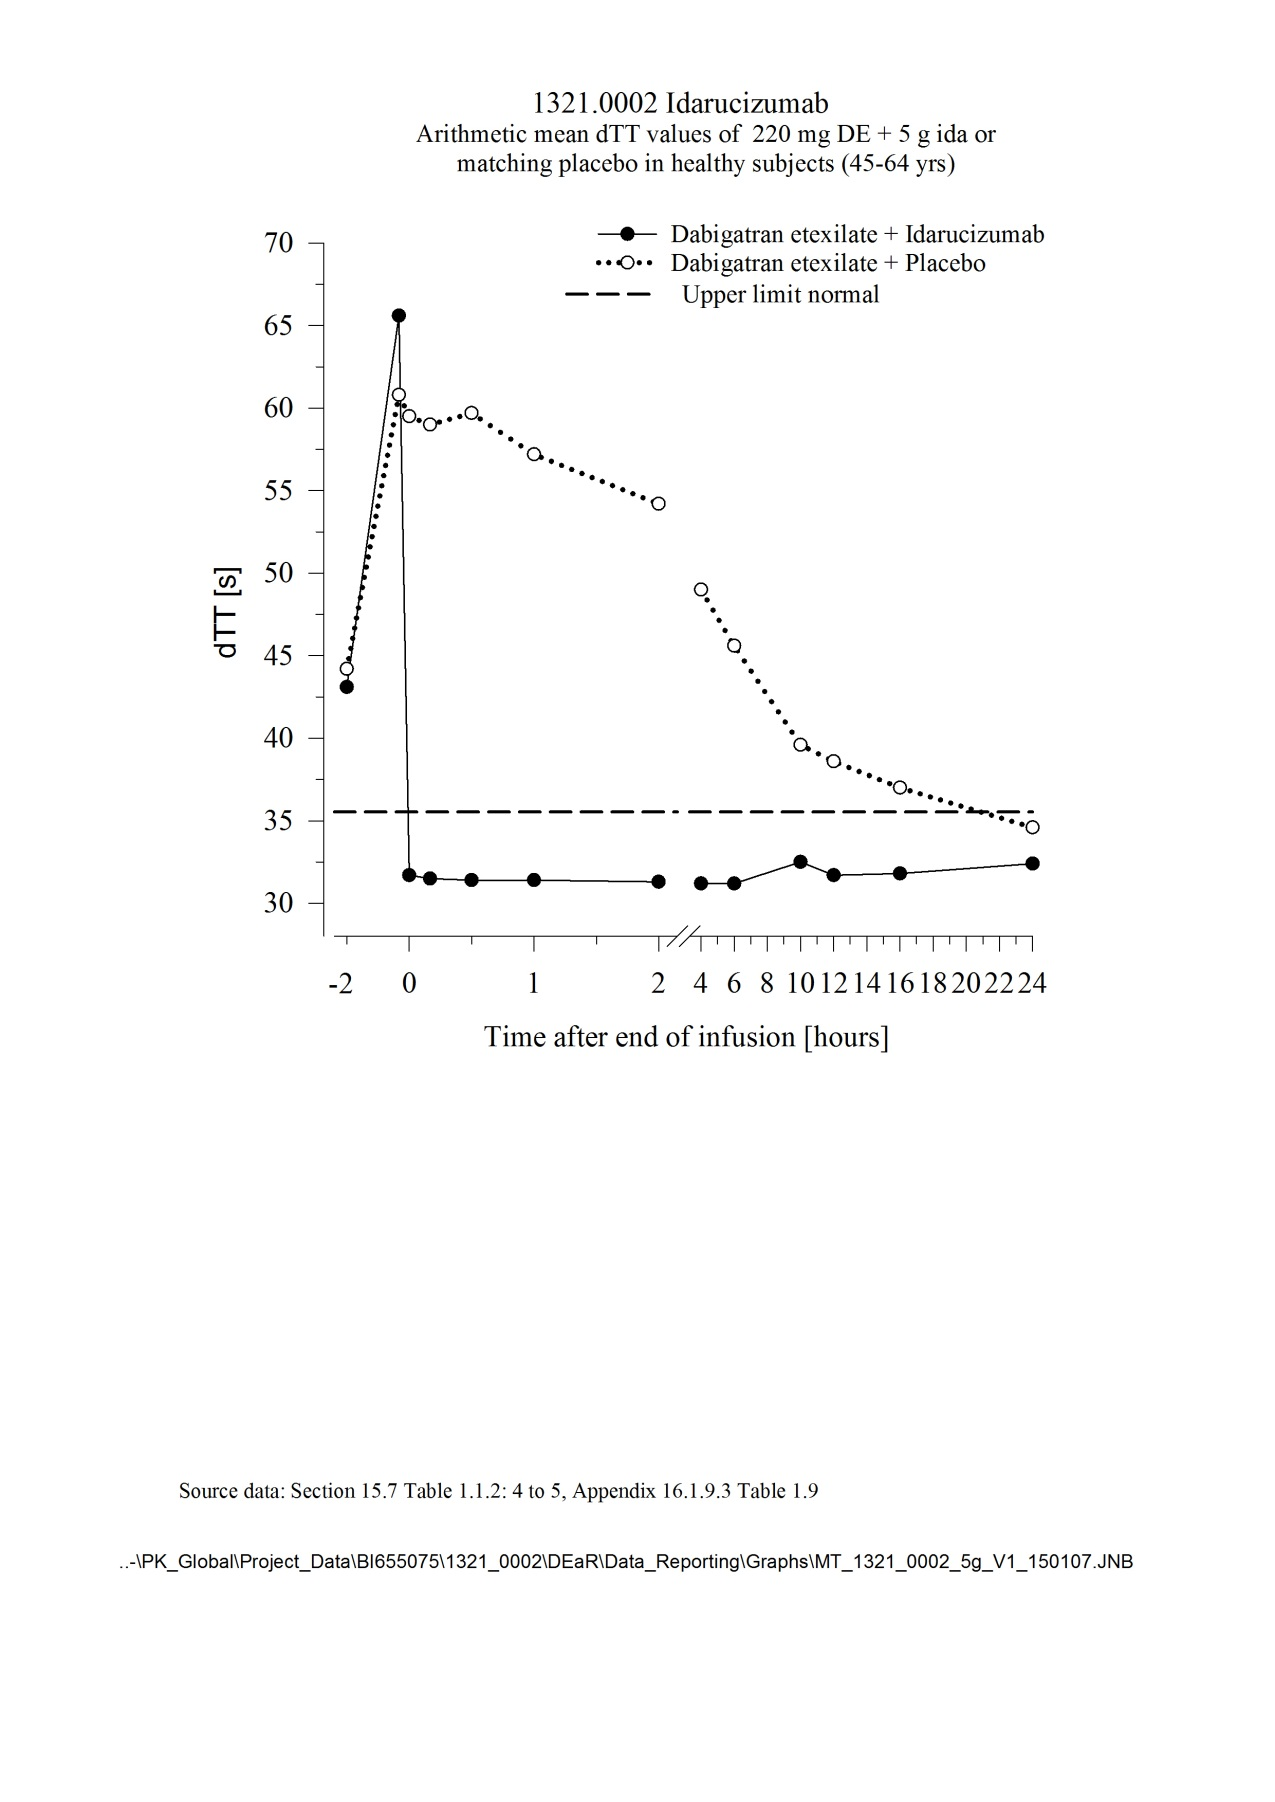 1321.0002 Idarucizumab
Arithmetic mean dTT values of  220 mg DE + 5 g ida or
matching placebo in healthy subjects (45-64 yrs)
Dabigatran etexilate + Idarucizumab
Dabigatran etexilate + Placebo
Upper limit normal
70
65
60
55
50
45
40
35
30
dTT [s]
-2 0 1 2 4 6 8 10 12 14 16 18 20 22 24
Time after end of infusion [hours]
Source data: Section 15.7 Table 1.1.2: 4 to 5, Appendix 16.1.9.3 Table 1.9
..-\PK_Global\Project_Data\BI655075\1321_0002\DEaR\Data_Reporting\Graphs\MT_1321_0002_5g_V1_150107.JNB